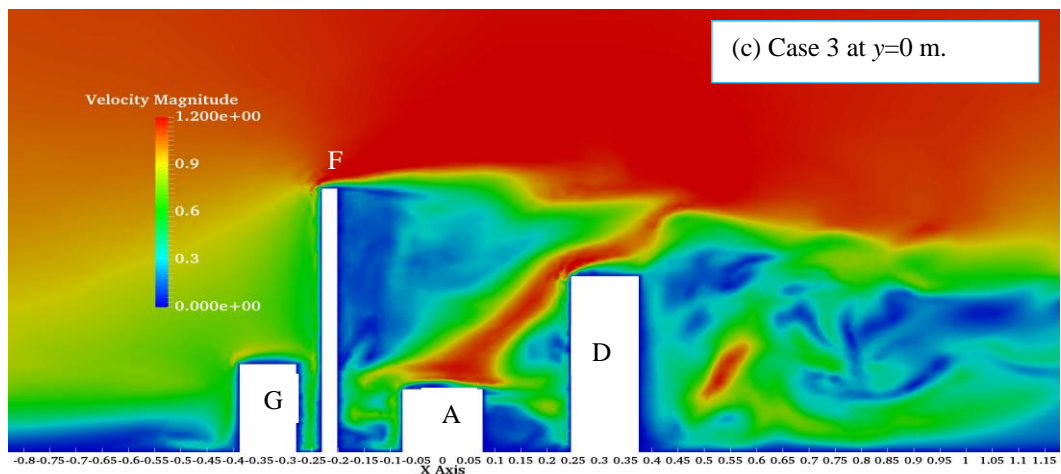 (c) Case 3 at y=0 m.
Velocity Magnitude
1.200e+00
0.9
0.6
0.3
0.000e+00
F
G
A
D
-0.8 -0.75 -0.7 -0.65 -0.6 -0.55 -0.5 -0.45 -0.4 -0.35 -0.3 -0.25 -0.2 -0.15 -0.1 -0.05 0 0.05 0.1 0.15 0.2 0.25 0.3 0.35 0.4 0.45 0.5 0.55 0.6 0.65 0.7 0.75 0.8 0.85 0.9 0.95 1 1.05 1.1 1.15
X Axis